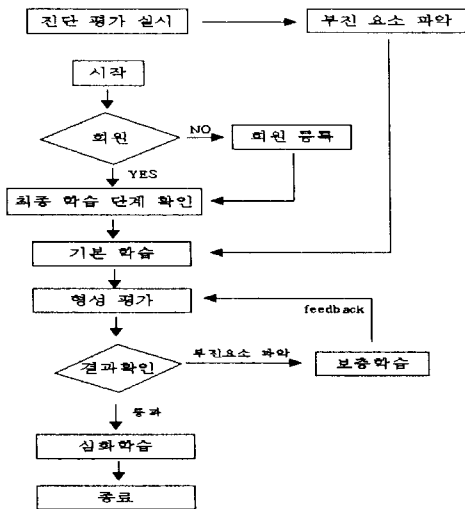 진단 평가 실시
부진 요소 파악
시작
회원
NO
회원 등록
YES
최종 학습 단계 확인
기본 학습
형성 평가
feedback
결과확인
부진요소 파악
보충학습
통과
심화학습
종료